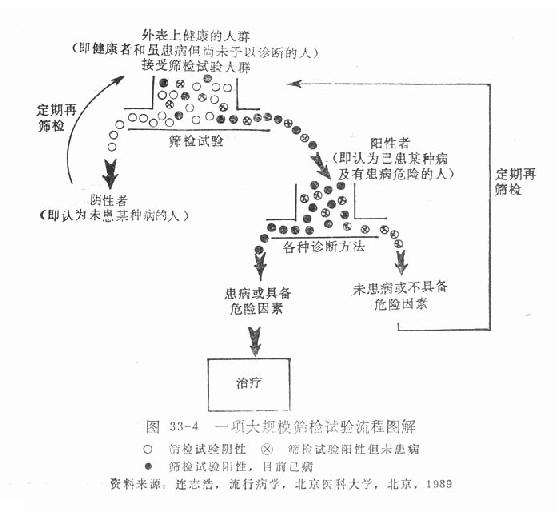 外表上健康的人群
(即健康者和虽患病但尚未予以诊断的人)
接受筛检试验人群
定期再
筛检
筛检试验
阳性者
(即认为已患某种病
及有患病危险的人)
定期再
筛检
阴性者
(即认为未患某种病的人)
各种诊断方法
患病或具备
危险因素
未患病或不具备
危险因素
治疗
图 33-4 一项大规模筛检试验流程图解
○ 筛检试验阴性 ⊗ 筛检试验阳性但未患病
● 筛检试验阳性，目前已病
资料来源：连志浩，流行病学，北京医科大学，北京，1989